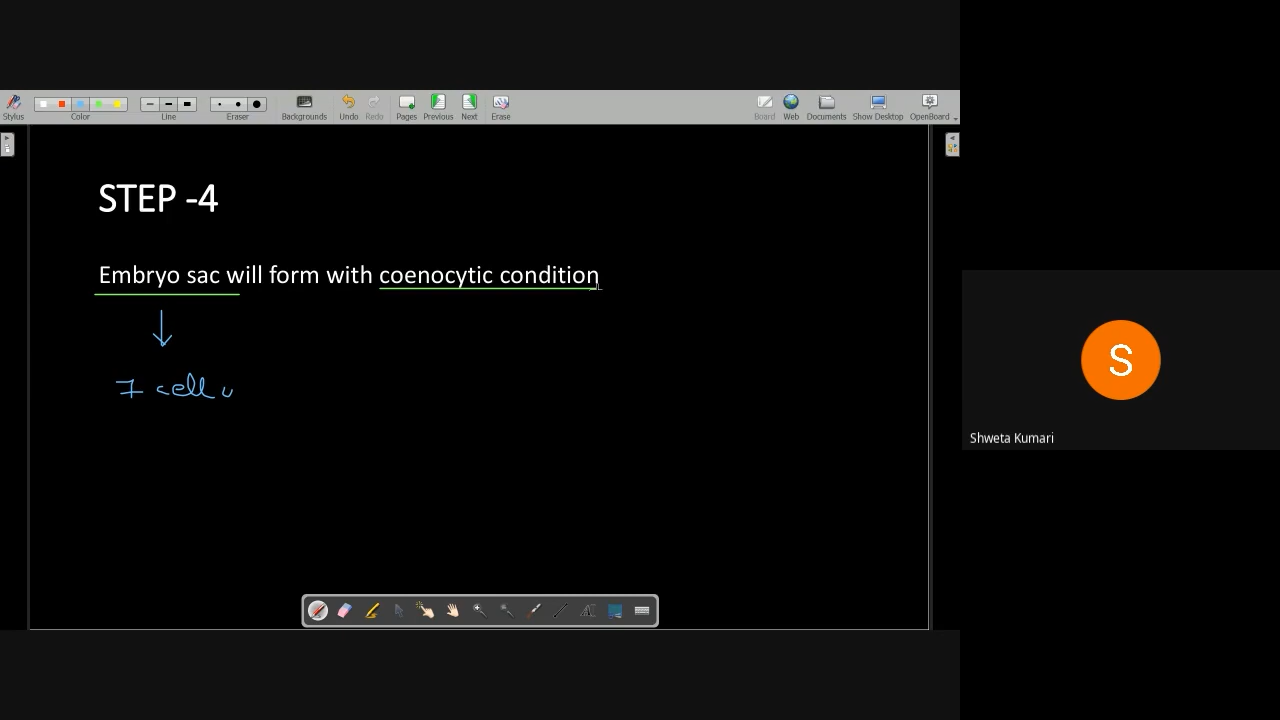 Stylus
Color
Line
Eraser
Backgrounds
Undo
Redo
Pages
Previous
Next
Erase
Board
Web
Documents
Show Desktop
OpenBoard
STEP -4
Embryo sac will form with coenocytic condition
7 cell
S
Shweta Kumari